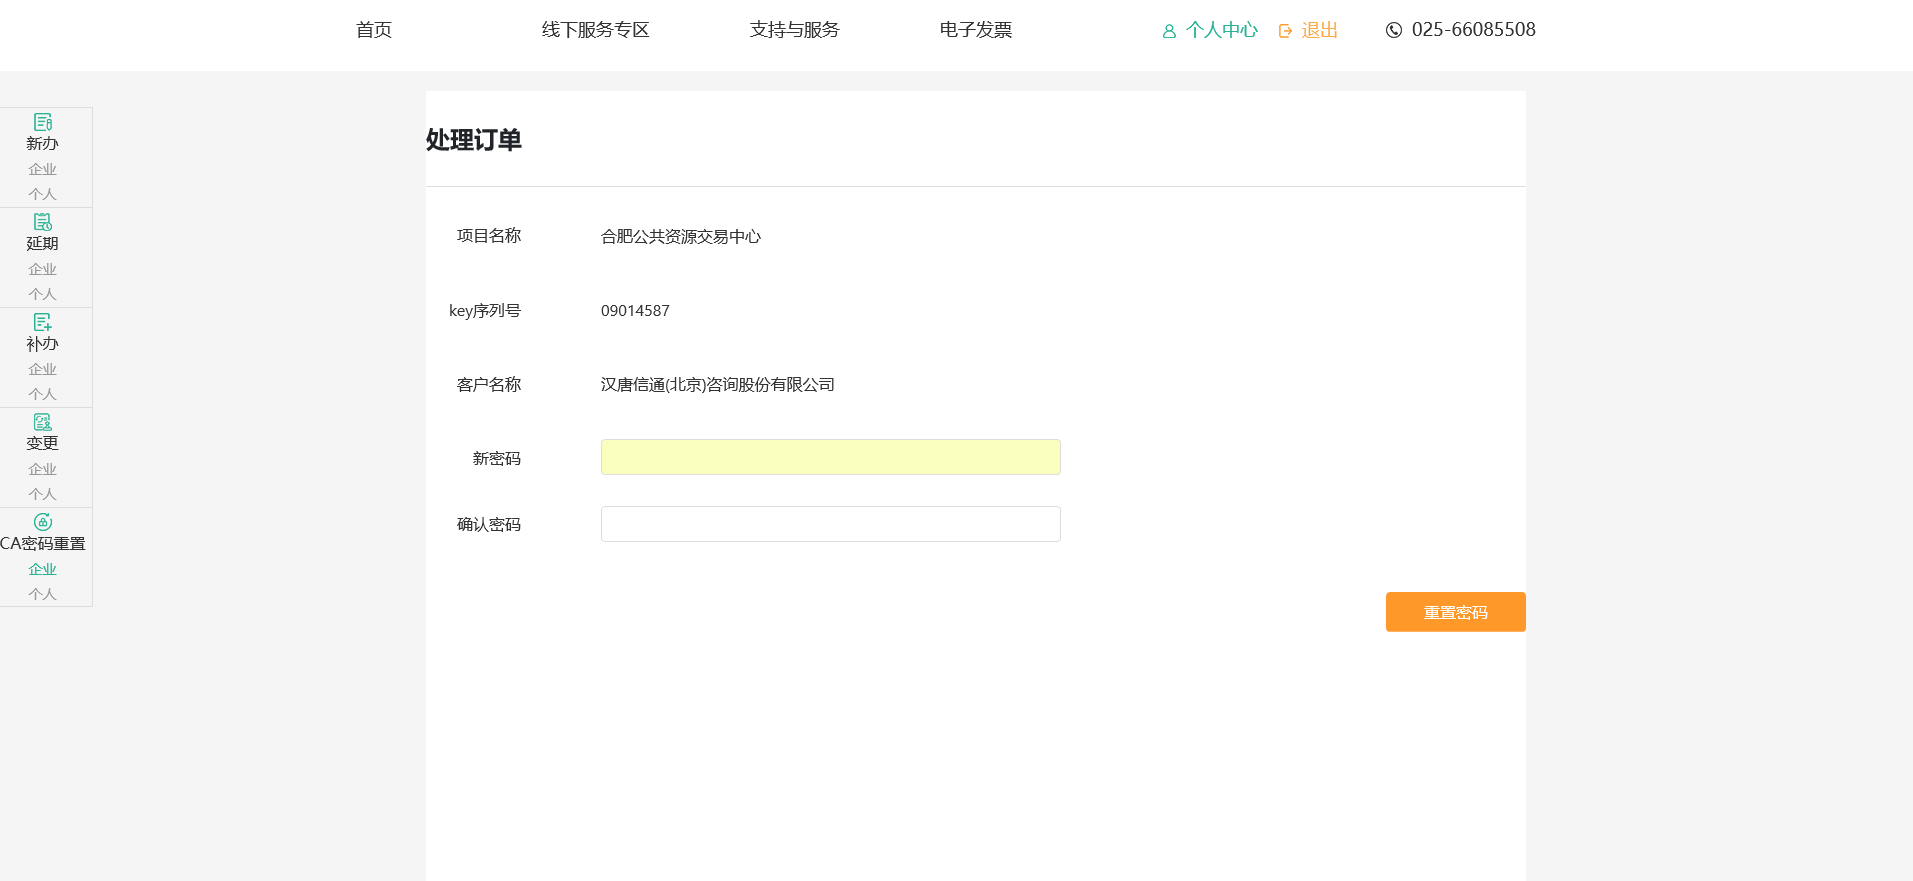 首页 线下服务专区 支持与服务 电子发票 个人中心 退出 025-66085508
新办
企业
个人
延期
企业
个人
补办
企业
个人
变更
企业
个人
CA密码重置
企业
个人
处理订单
项目名称 合肥公共资源交易中心
key序列号 09014587
客户名称 汉唐信通(北京)咨询股份有限公司
新密码
确认密码
重置密码